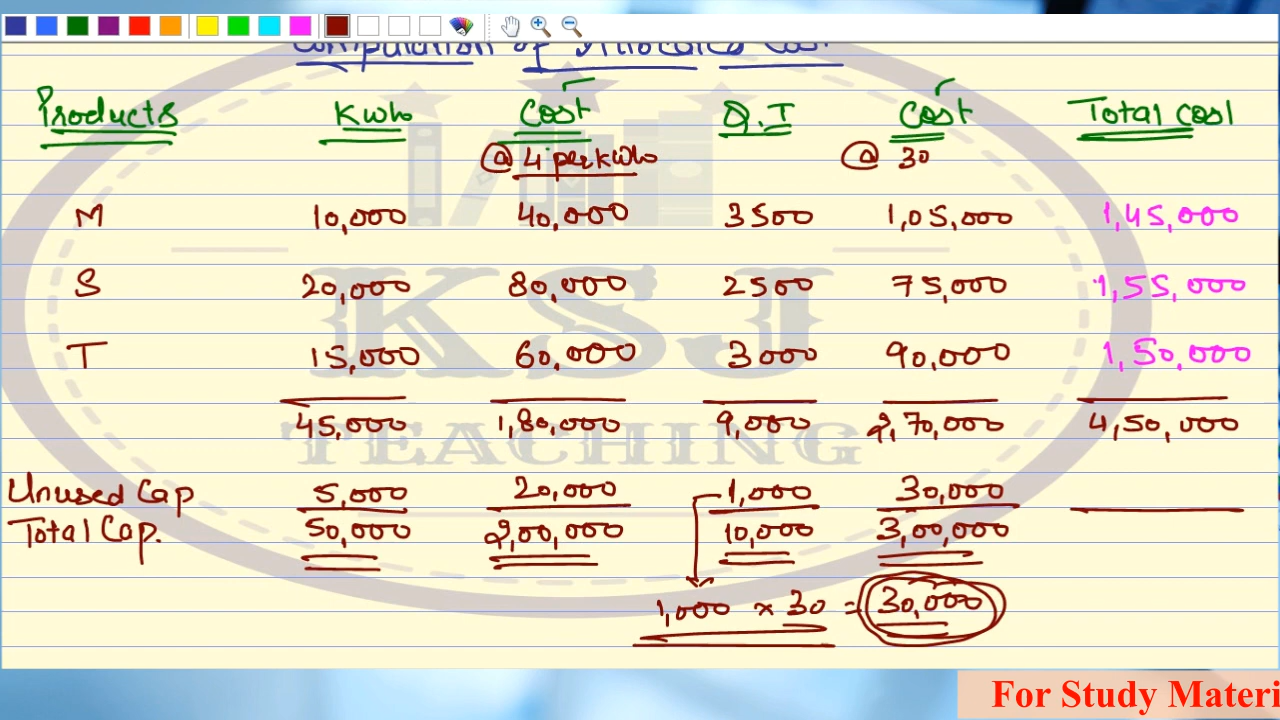 Computation of Allocated Cost
Products Kwh Cost Q.I Cost Total Cost
@ 4 per Kwh @ 30
M 10,000 40,000 3500 1,05,000 1,45,000
S 20,000 80,000 2500 75,000 1,55,000
T 15,000 60,000 3000 90,000 1,50,000
45,000 1,80,000 9,000 2,70,000 4,50,000
Unused Cap 5,000 20,000 1,000 30,000
Total Cap. 50,000 2,00,000 10,000 3,00,000
1,000 x 30 = 30,000
KSJ
TEACHING
For Study Materi